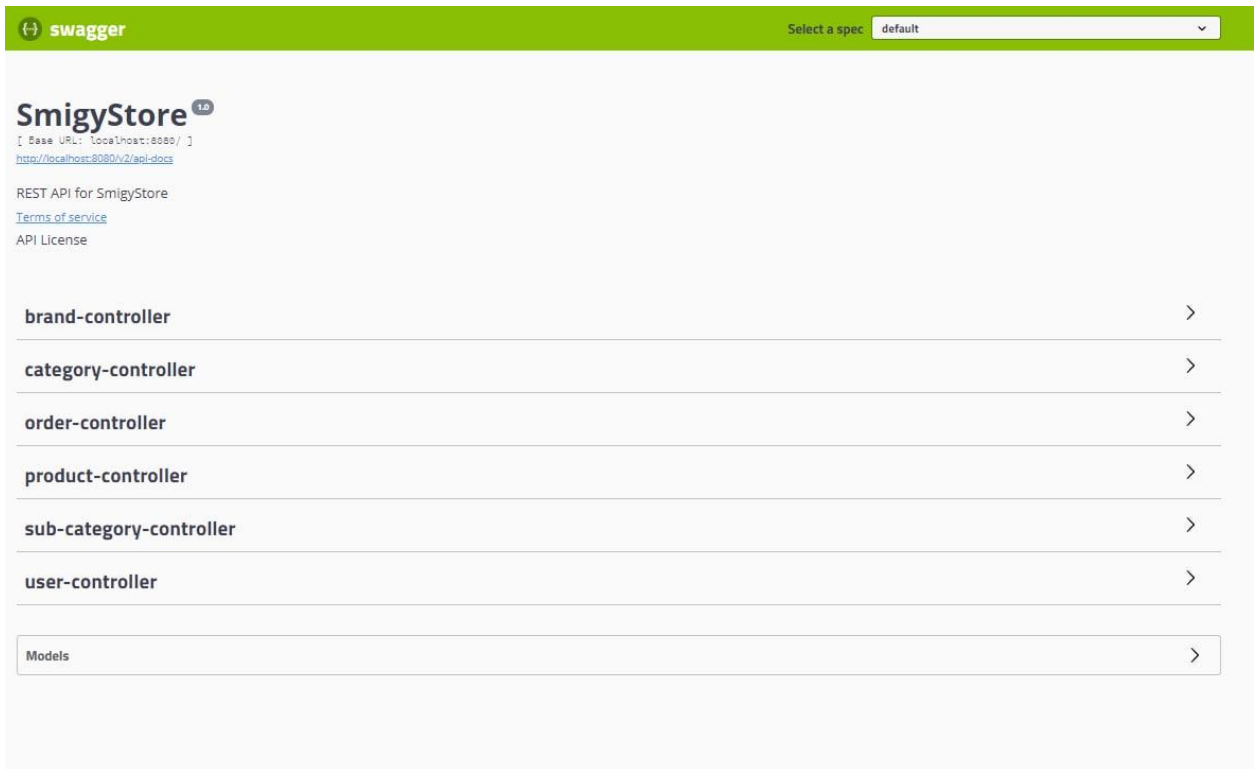 swagger
Select a spec default
SmigyStore 1.0
[ Base URL: localhost:8080/ ]
http://localhost:8080/v2/api-docs
REST API for SmigyStore
Terms of service
API License
brand-controller
category-controller
order-controller
product-controller
sub-category-controller
user-controller
Models